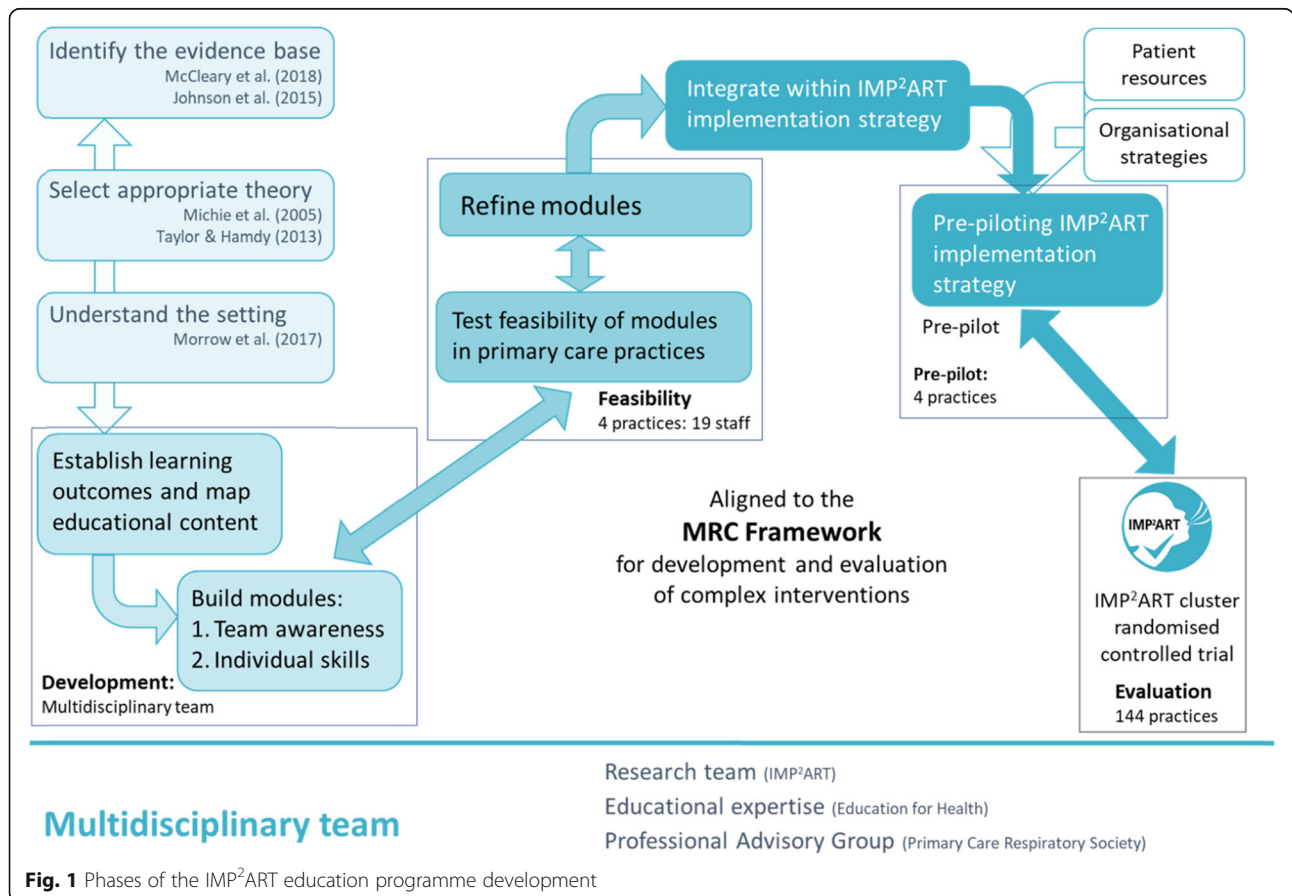 Identify the evidence base
McCleary et al. (2018)
Johnson et al. (2015)
Select appropriate theory
Michie et al. (2005)
Taylor & Hamdy (2013)
Understand the setting
Morrow et al. (2017)
Establish learning
outcomes and map
educational content
Build modules:
1. Team awareness
2. Individual skills
Development:
Multidisciplinary team
Refine modules
Test feasibility of modules
in primary care practices
Feasibility
4 practices: 19 staff
Integrate within IMP²ART
implementation strategy
Patient
resources
Organisational
strategies
Pre-piloting IMP²ART
implementation
strategy
Pre-pilot
Pre-pilot:
4 practices
Aligned to the
MRC Framework
for development and evaluation
of complex interventions
IMP²ART
IMP²ART cluster
randomised
controlled trial
Evaluation
144 practices
Multidisciplinary team
Research team (IMP²ART)
Educational expertise (Education for Health)
Professional Advisory Group (Primary Care Respiratory Society)
Fig. 1 Phases of the IMP²ART education programme development